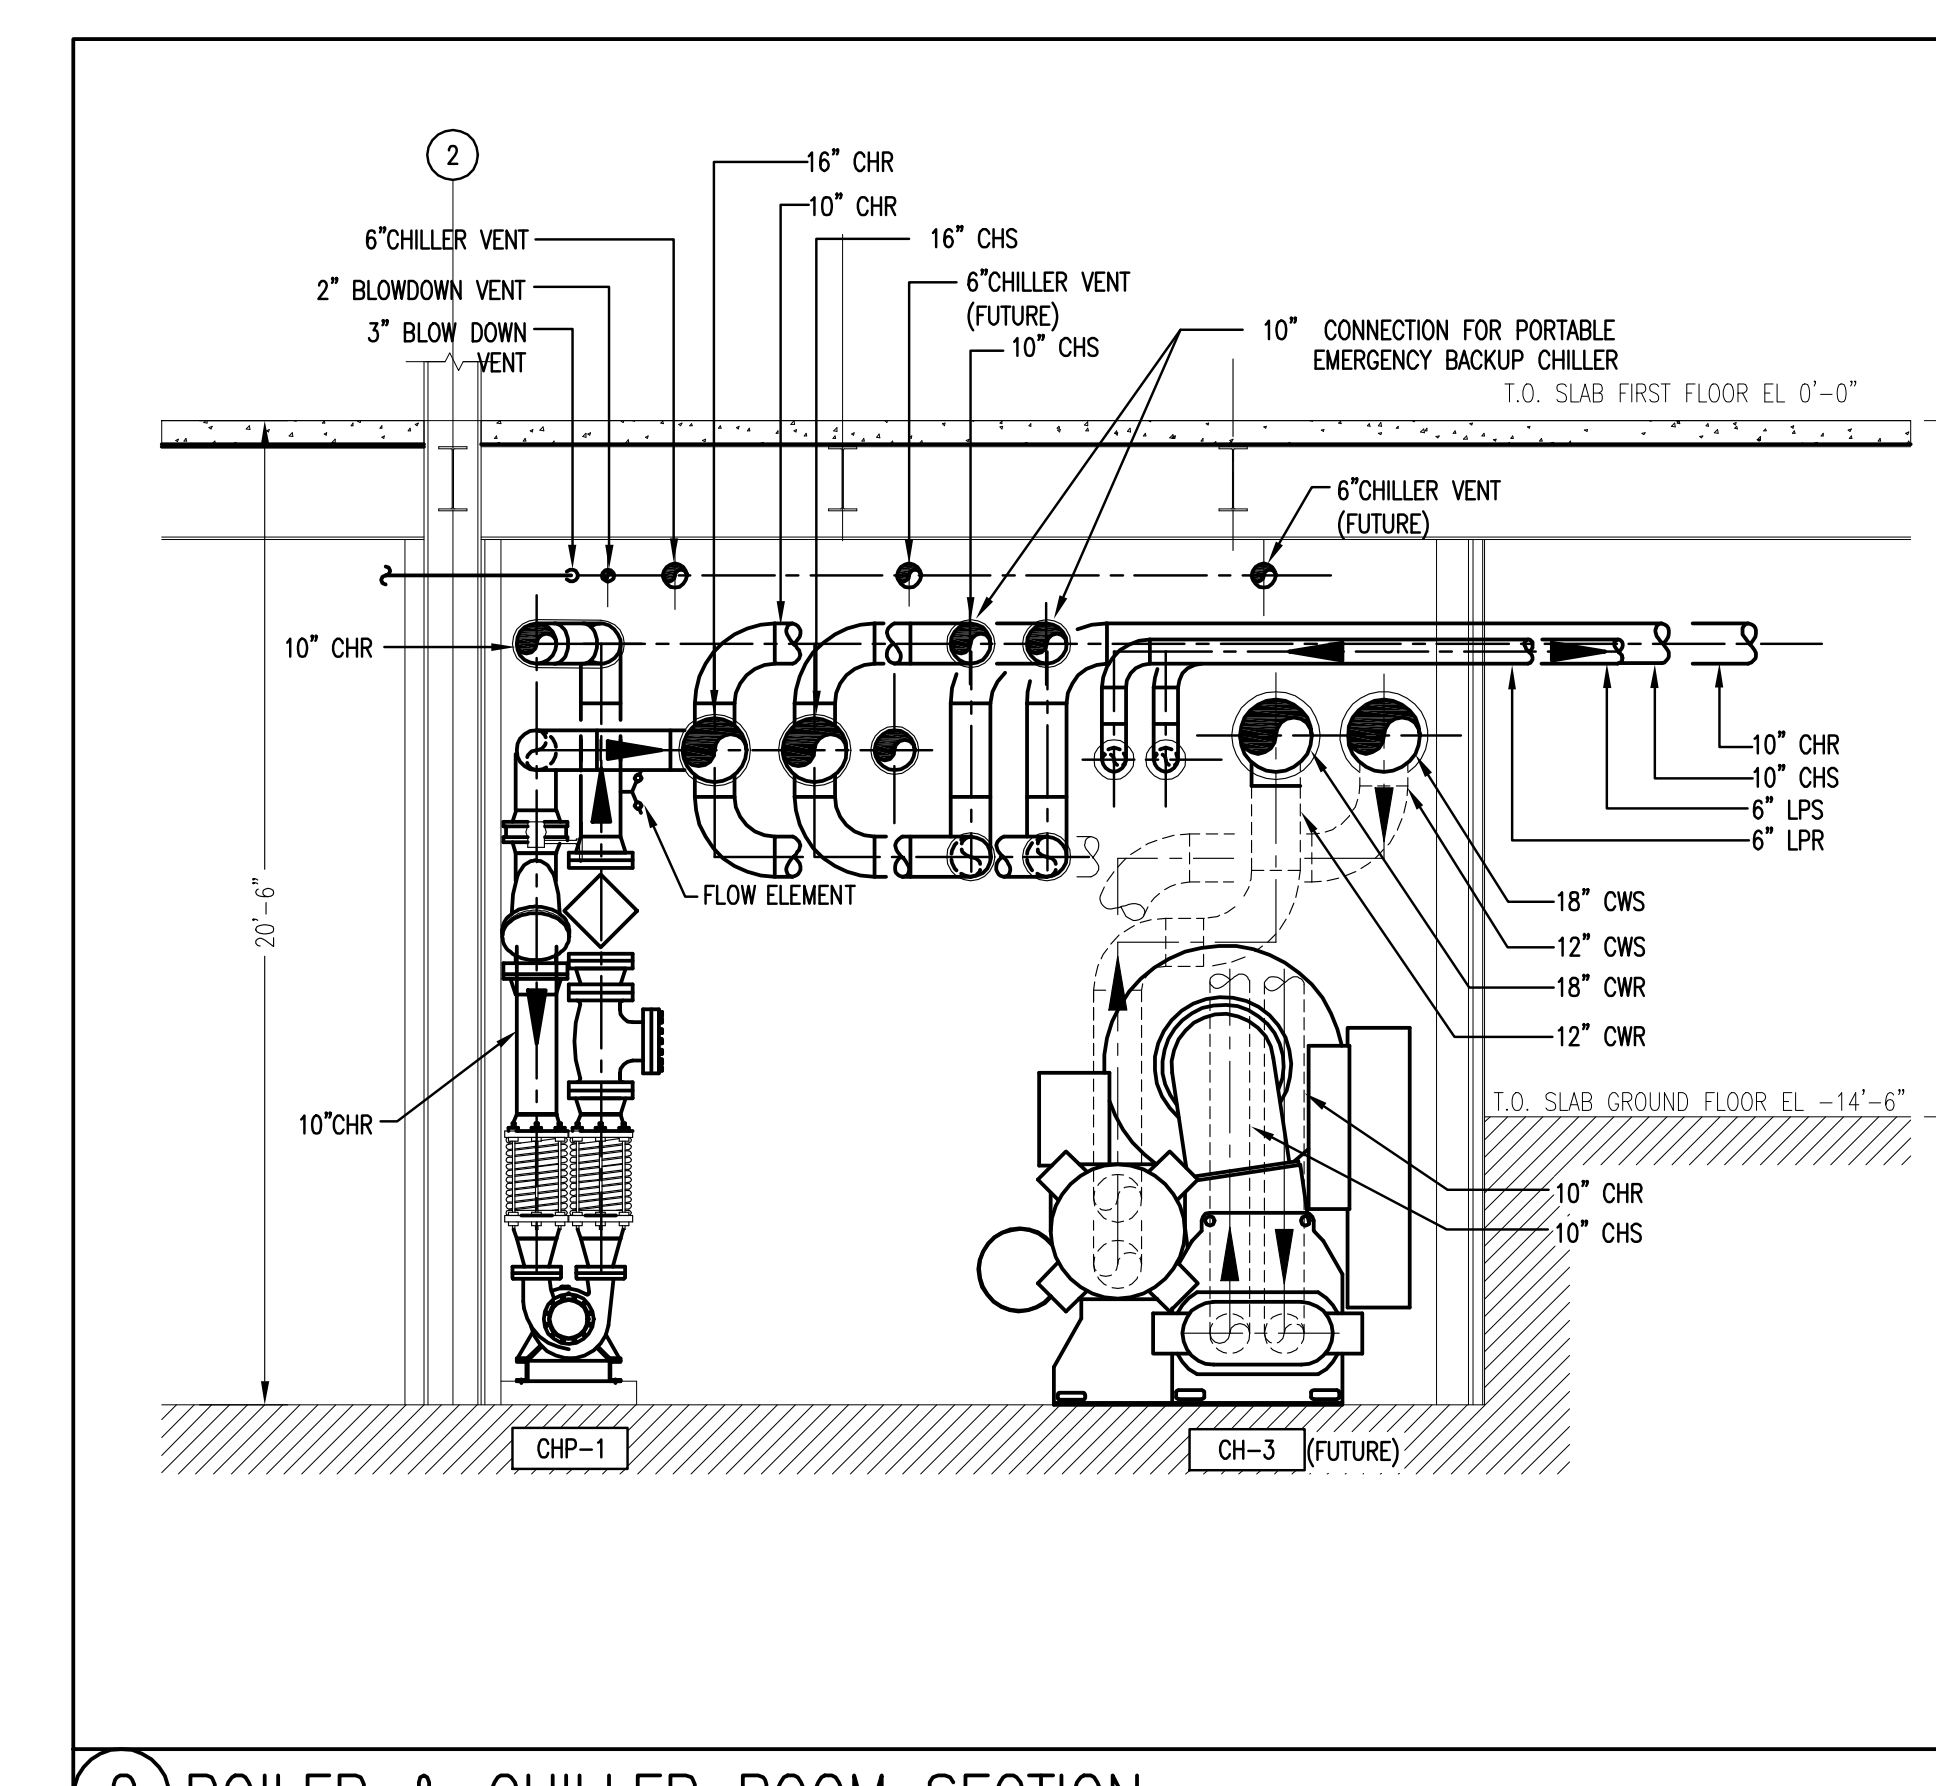 2
16" CHR
10" CHR
6"CHILLER VENT
16" CHS
2" BLOWDOWN VENT
6"CHILLER VENT
(FUTURE)
3" BLOW DOWN
VENT
10" CHS
10" CONNECTION FOR PORTABLE
EMERGENCY BACKUP CHILLER
T.O. SLAB FIRST FLOOR EL 0'-0"
6"CHILLER VENT
(FUTURE)
10" CHR
10" CHR
10" CHS
6" LPS
6" LPR
FLOW ELEMENT
20'-6"
18" CWS
12" CWS
18" CWR
12" CWR
T.O. SLAB GROUND FLOOR EL -14'-6"
10"CHR
10" CHR
10" CHS
CHP-1
CH-3 (FUTURE)
BOILER & CHILLER ROOM SECTION